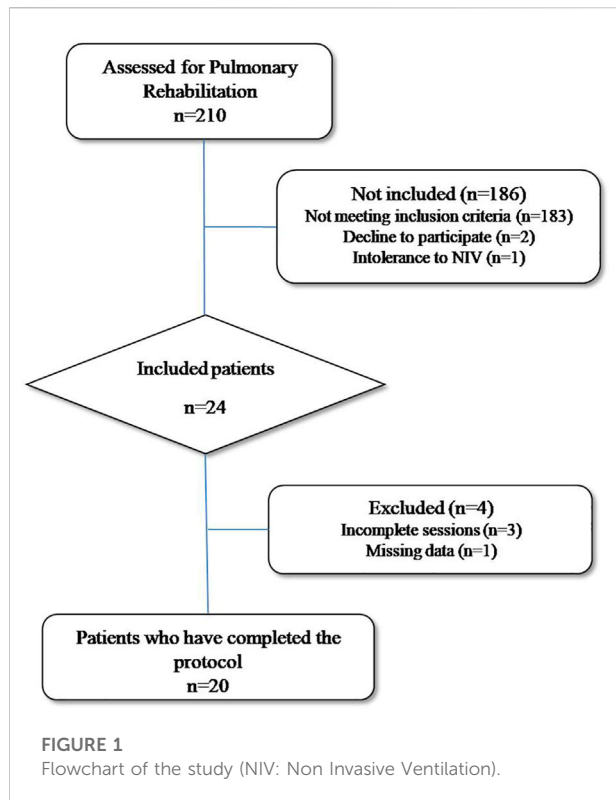 Assessed for Pulmonary
Rehabilitation
n=210
Not included (n=186)
Not meeting inclusion criteria (n=183)
Decline to participate (n=2)
Intolerance to NIV (n=1)
Included patients
n=24
Excluded (n=4)
Incomplete sessions (n=3)
Missing data (n=1)
Patients who have completed the
protocol
n=20
FIGURE 1
Flowchart of the study (NIV: Non Invasive Ventilation).